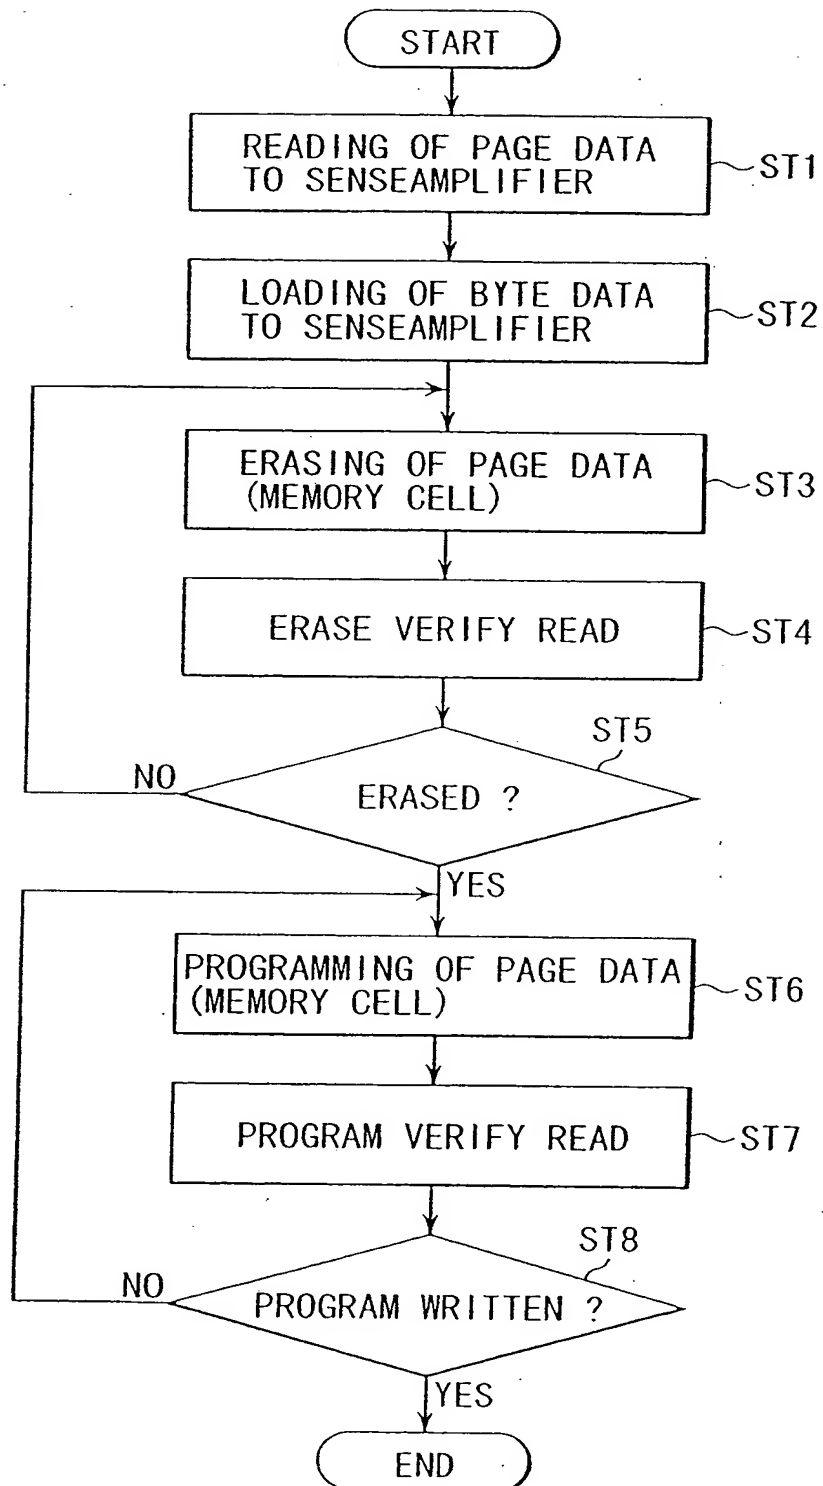 START
READING OF PAGE DATA
TO SENSEAMPLIFIER
ST1
LOADING OF BYTE DATA
TO SENSEAMPLIFIER
ST2
ERASING OF PAGE DATA
(MEMORY CELL)
ST3
ERASE VERIFY READ
ST4
ST5
NO
ERASED ?
YES
PROGRAMMING OF PAGE DATA
(MEMORY CELL)
ST6
PROGRAM VERIFY READ
ST7
ST8
NO
PROGRAM WRITTEN ?
YES
END